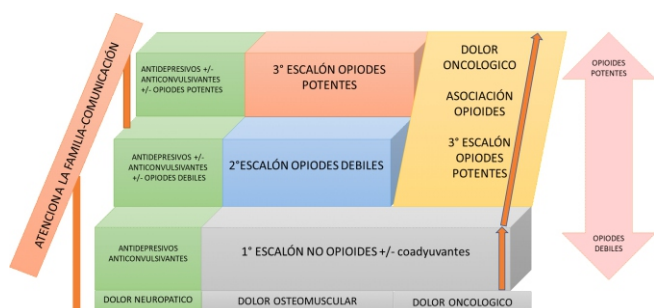 ATENCION A LA FAMILIA-COMUNICACIÓN
ANTIDEPRESIVOS +/-
ANTICONVULSIVANTES
+/- OPIODES POTENTES
3° ESCALÓN OPIODES
POTENTES
DOLOR
ONCOLOGICO
ASOCIACIÓN
OPIOIDES
3° ESCALÓN
OPIODES
POTENTES
OPIOIDES
POTENTES
ANTIDEPRESIVOS +/-
ANTICONVULSIVANTES
+/- OPIODES DEBILES
2°ESCALÓN OPIODES DEBILES
ANTIDEPRESIVOS
ANTICONVULSIVANTES
1° ESCALÓN NO OPIOIDES +/- coadyuvantes
OPIODES
DEBILES
DOLOR NEUROPATICO
DOLOR OSTEOMUSCULAR
DOLOR ONCOLOGICO